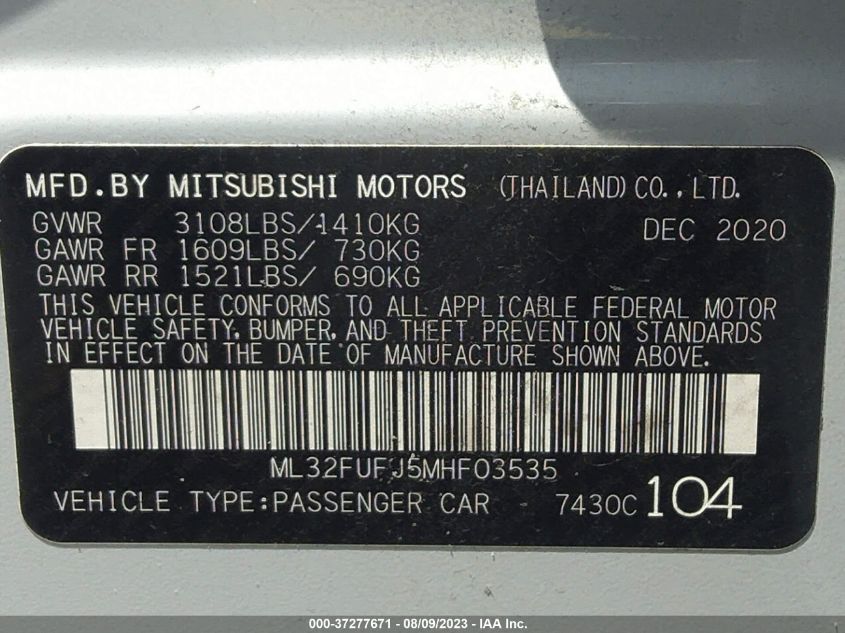 MFD.BY MITSUBISHI MOTORS (THAILAND) CO., LTD.
GVWR 3108LBS/1410KG DEC 2020
GAWR FR 1609LBS/ 730KG
GAWR RR 1521LBS/ 690KG
THIS VEHICLE CONFORMS TO ALL APPLICABLE FEDERAL MOTOR
VEHICLE SAFETY, BUMPER, AND THEFT PREVENTION STANDARDS
IN EFFECT ON THE DATE OF MANUFACTURE SHOWN ABOVE.
ML32FUFJ5MHF03535
VEHICLE TYPE:PASSENGER CAR 7430C 104
000-37277671 - 08/09/2023 - IAA Inc.